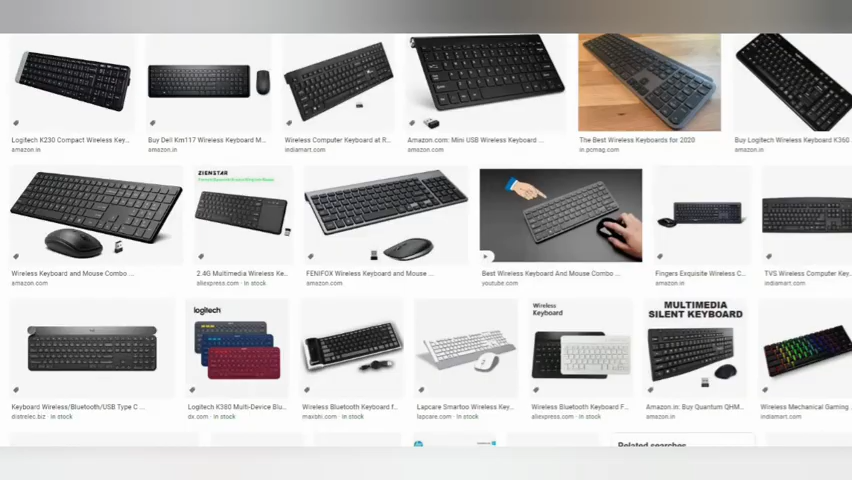 Logitech K230 Compact Wireless Key...
amazon.in
Buy Dell Km117 Wireless Keyboard M...
amazon.in
Wireless Computer Keyboard at R...
indiamart.com
Amazon.com: Mini USB Wireless Keyboard ...
amazon.com
The Best Wireless Keyboards for 2020
in.pcmag.com
Buy Logitech Wireless Keyboard K360
amazon.in
ZIENSTAR
Wireless Keyboard and Mouse Combo ...
amazon.com
2.4G Multimedia Wireless Ke...
aliexpress.com · In stock
FENIFOX Wireless Keyboard and Mouse ...
amazon.com
Best Wireless Keyboard And Mouse Combo ...
youtube.com
Fingers Exquisite Wireless C...
amazon.in
TVS Wireless Computer Key...
indiamart.com
logitech
Wireless
Keyboard
MULTIMEDIA
SILENT KEYBOARD
Keyboard Wireless/Bluetooth/USB Type C ...
distrelec.biz · In stock
Logitech K380 Multi-Device Blu...
dx.com · In stock
Wireless Bluetooth Keyboard f...
maxbhi.com · In stock
Lapcare Smartoo Wireless Key...
lapcare.com · In stock
Wireless Bluetooth Keyboard F...
aliexpress.com · In stock
Amazon.in: Buy Quantum QHM...
amazon.in
Wireless Mechanical Gaming
indiamart.com
Related searches